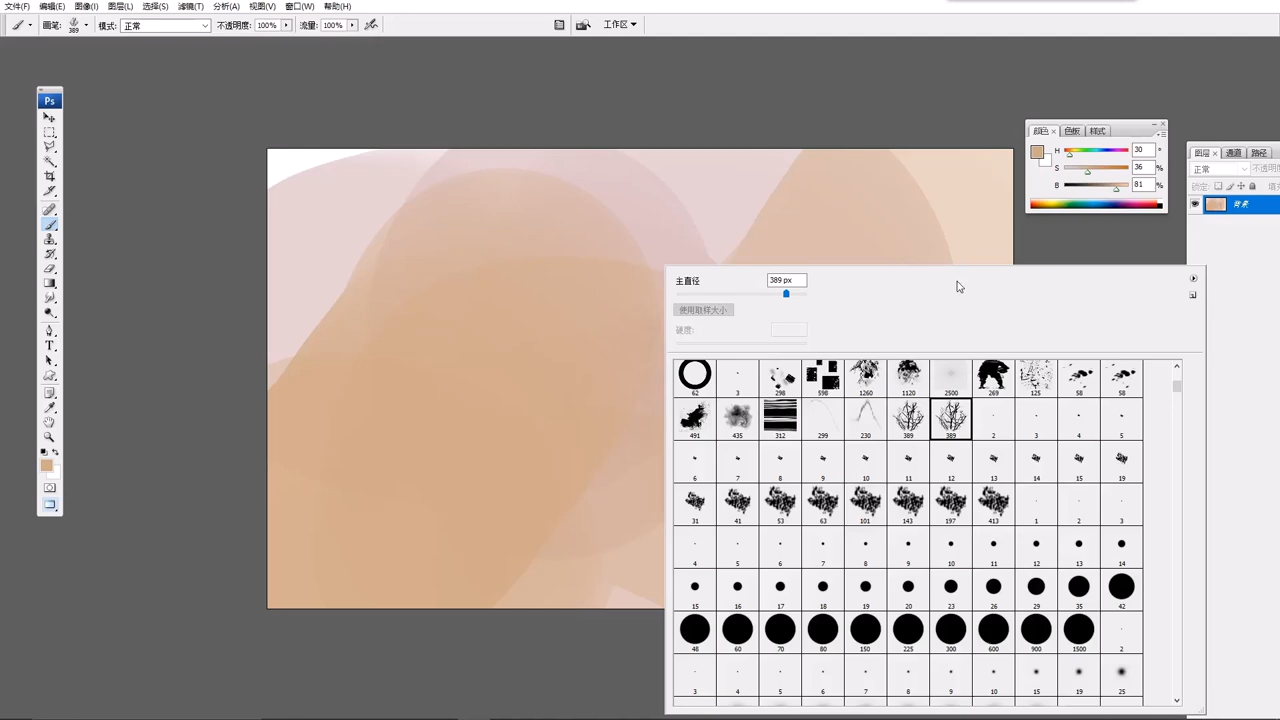 文件(F) 编辑(E) 图像(I) 图层(L) 选择(S) 滤镜(T) 分析(A) 视图(V) 窗口(W) 帮助(H)
画笔: 389 模式: 正常 不透明度: 100% 流量: 100% 工作区
Ps
颜色 色板 样式
H 30 °
S 36 %
B 81 %
图层 通道 路径
正常 不透明度
锁定:
背景
主直径 389 px
使用取样大小
硬度:
62 3 298 598 1260 1120 2500 269 125 58 58
491 435 312 299 230 389 389 2 3 4 5
6 7 8 9 10 11 12 13 14 15 19
31 41 53 63 101 143 197 413 1 2 3
4 5 6 7 8 9 10 11 12 13 14
15 16 17 18 19 20 23 26 29 35 42
48 60 70 80 150 225 300 600 900 1500 2
3 4 5 6 7 8 9 10 15 19 25